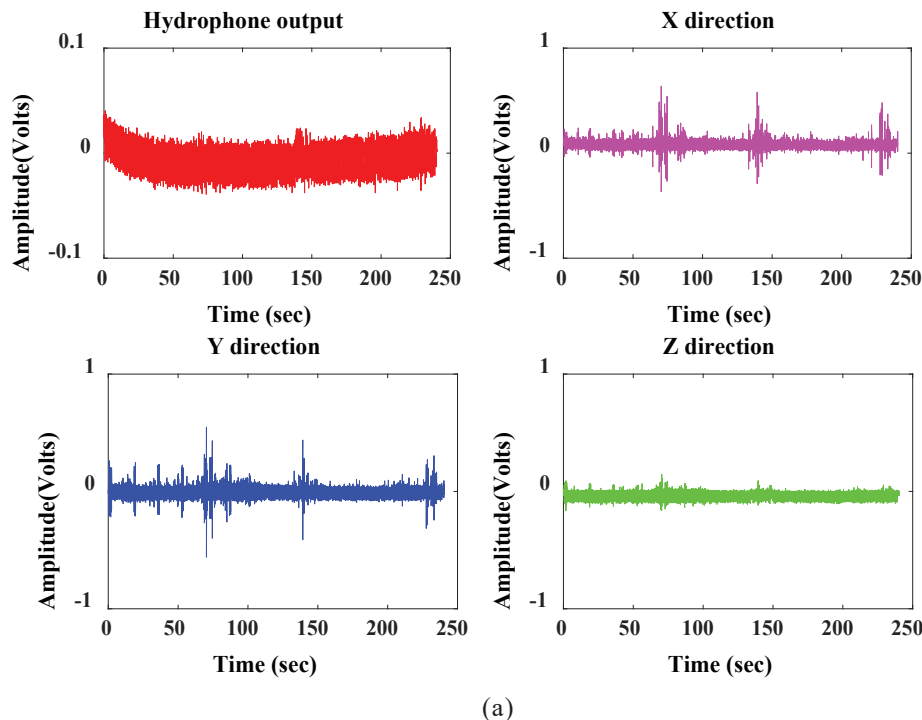 Hydrophone output
0.1
0
-0.1
Amplitude(Volts)
0 50 100 150 200 250
Time (sec)
X direction
1
0
-1
Amplitude(Volts)
0 50 100 150 200 250
Time (sec)
Y direction
1
0
-1
Amplitude(Volts)
0 50 100 150 200 250
Time (sec)
Z direction
1
0
-1
Amplitude(Volts)
0 50 100 150 200 250
Time (sec)
(a)